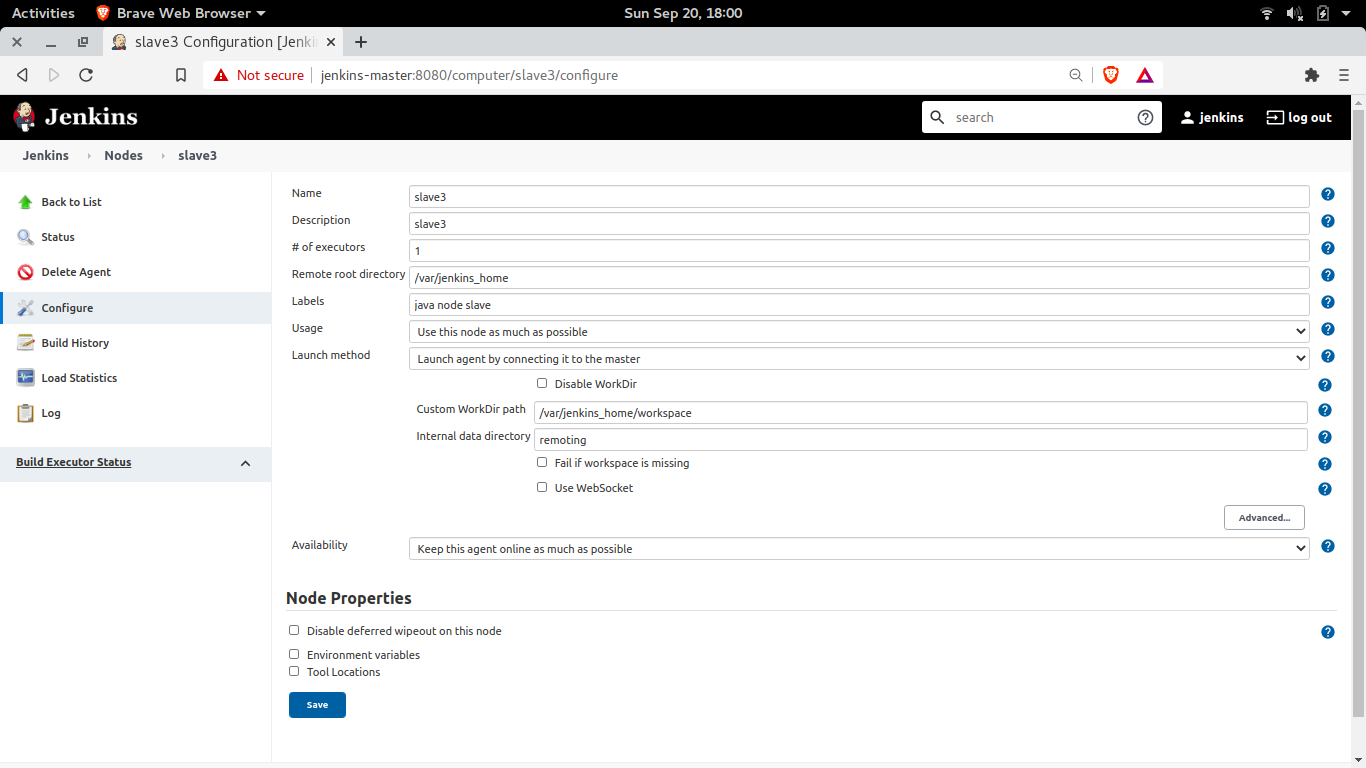 Activities Brave Web Browser Sun Sep 20, 18:00
slave3 Configuration [Jenki
Not secure jenkins-master:8080/computer/slave3/configure
Jenkins search jenkins log out
Jenkins Nodes slave3
Back to List
Status
Delete Agent
Configure
Build History
Load Statistics
Log
Build Executor Status
Name slave3
Description slave3
# of executors 1
Remote root directory /var/jenkins_home
Labels java node slave
Usage Use this node as much as possible
Launch method Launch agent by connecting it to the master
Disable WorkDir
Custom WorkDir path /var/jenkins_home/workspace
Internal data directory remoting
Fail if workspace is missing
Use WebSocket
Advanced...
Availability Keep this agent online as much as possible
Node Properties
Disable deferred wipeout on this node
Environment variables
Tool Locations
Save